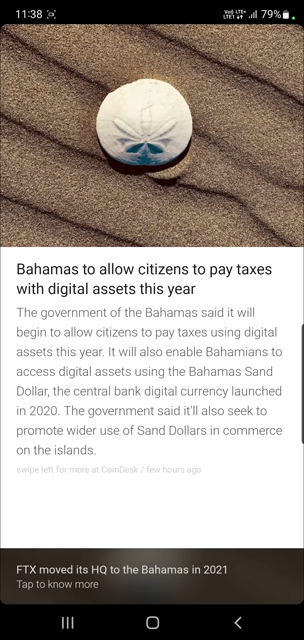 11:38
Vo) LTE+
LTE1 79%
Bahamas to allow citizens to pay taxes
with digital assets this year
The government of the Bahamas said it will
begin to allow citizens to pay taxes using digital
assets this year. It will also enable Bahamians to
access digital assets using the Bahamas Sand
Dollar, the central bank digital currency launched
in 2020. The government said it'll also seek to
promote wider use of Sand Dollars in commerce
on the islands.
swipe left for more at CoinDesk / few hours ago
FTX moved its HQ to the Bahamas in 2021
Tap to know more